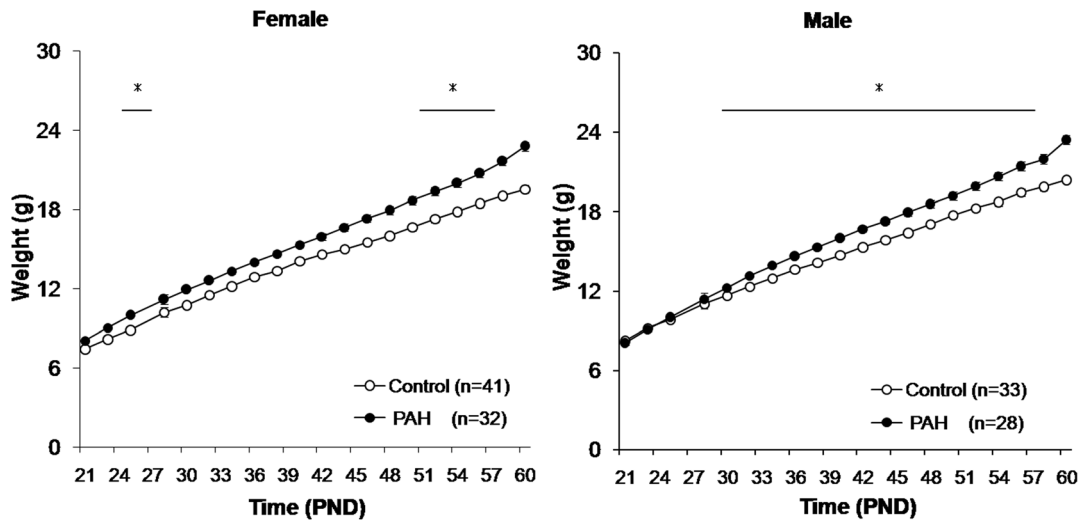 Female
*
*
30
24
18
12
6
0
Weight (g)
Control (n=41)
PAH (n=32)
21 24 27 30 33 36 39 42 45 48 51 54 57 60
Time (PND)
Male
*
30
24
18
12
6
0
Weight (g)
Control (n=33)
PAH (n=28)
21 24 27 30 33 36 39 42 45 48 51 54 57 60
Time (PND)